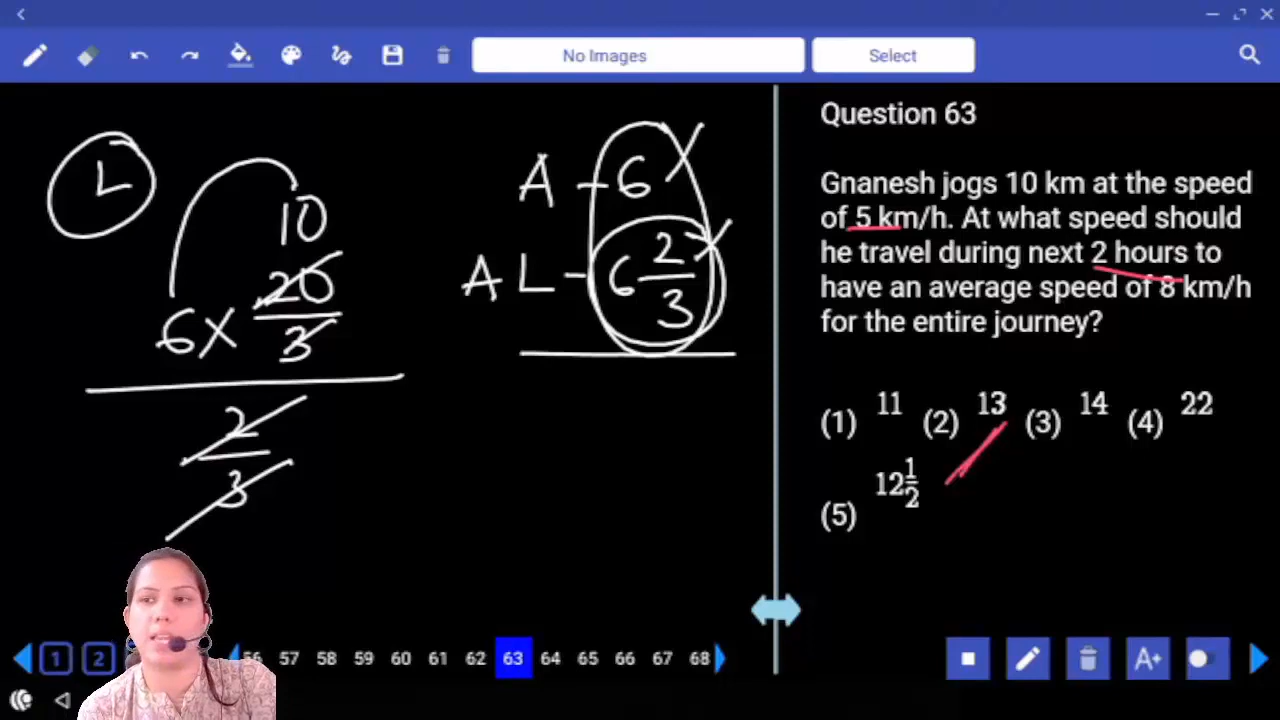 No Images
Select
L
10
20
6x
3
2
3
A - 6
A L - 6 2/3
Question 63
Gnanesh jogs 10 km at the speed
of 5 km/h. At what speed should
he travel during next 2 hours to
have an average speed of 8 km/h
for the entire journey?
(1) 11 (2) 13 (3) 14 (4) 22
(5) 12 1/2
1 2 56 57 58 59 60 61 62 63 64 65 66 67 68
A+